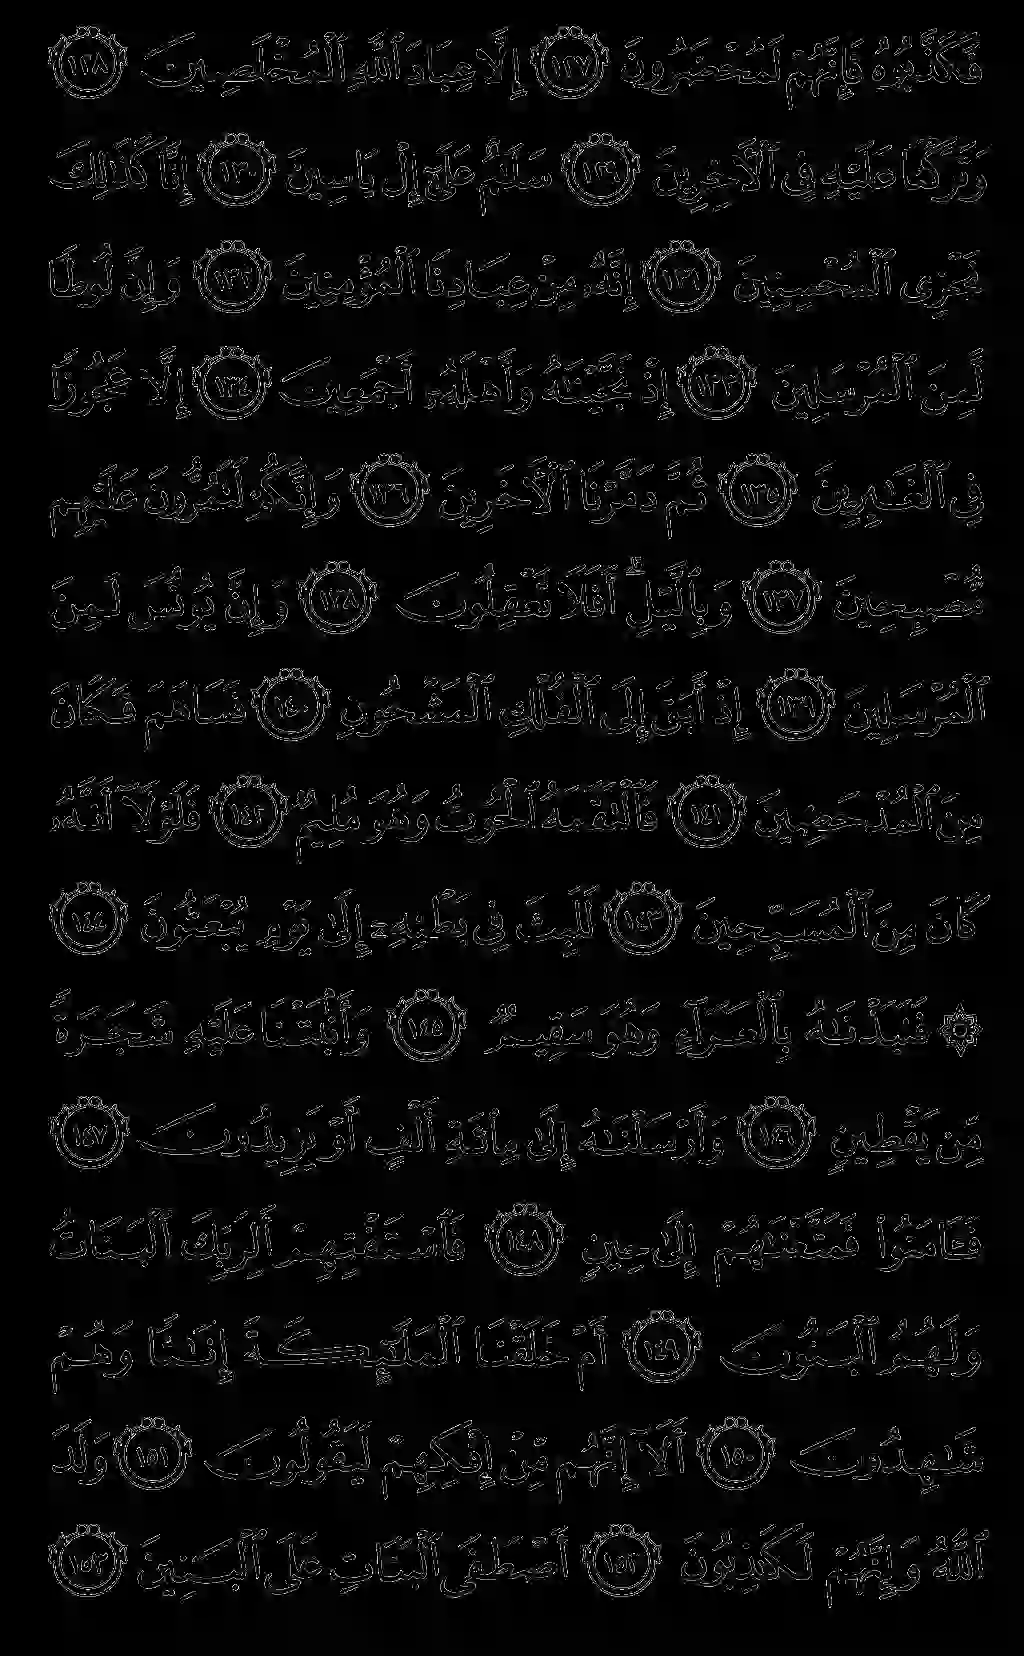 فَكَذَّبُوهُ فَإِنَّهُمْ لَمُحْضَرُونَ ١٢٧ إِلَّا عِبَادَ ٱللَّهِ ٱلْمُخْلَصِينَ ١٢٨
وَتَرَكْنَا عَلَيْهِ فِى ٱلْـَٔاخِرِينَ ١٢٩ سَلَـٰمٌ عَلَىٰٓ إِلْ يَاسِينَ ١٣٠ إِنَّا كَذَٰلِكَ
نَجْزِى ٱلْمُحْسِنِينَ ١٣١ إِنَّهُۥ مِنْ عِبَادِنَا ٱلْمُؤْمِنِينَ ١٣٢ وَإِنَّ لُوطًا
لَّمِنَ ٱلْمُرْسَلِينَ ١٣٣ إِذْ نَجَّيْنَـٰهُ وَأَهْلَهُۥٓ أَجْمَعِينَ ١٣٤ إِلَّا عَجُوزًا
فِى ٱلْغَـٰبِرِينَ ١٣٥ ثُمَّ دَمَّرْنَا ٱلْـَٔاخَرِينَ ١٣٦ وَإِنَّكُمْ لَتَمُرُّونَ عَلَيْهِم
مُّصْبِحِينَ ١٣٧ وَبِٱلَّيْلِ ۗ أَفَلَا تَعْقِلُونَ ١٣٨ وَإِنَّ يُونُسَ لَمِنَ
ٱلْمُرْسَلِينَ ١٣٩ إِذْ أَبَقَ إِلَى ٱلْفُلْكِ ٱلْمَشْحُونِ ١٤٠ فَسَاهَمَ فَكَانَ
مِنَ ٱلْمُدْحَضِينَ ١٤١ فَٱلْتَقَمَهُ ٱلْحُوتُ وَهُوَ مُلِيمٌ ١٤٢ فَلَوْلَآ أَنَّهُۥ
كَانَ مِنَ ٱلْمُسَبِّحِينَ ١٤٣ لَلَبِثَ فِى بَطْنِهِۦٓ إِلَىٰ يَوْمِ يُبْعَثُونَ ١٤٤
۞ فَنَبَذْنَـٰهُ بِٱلْعَرَآءِ وَهُوَ سَقِيمٌ ١٤٥ وَأَنۢبَتْنَا عَلَيْهِ شَجَرَةً
مِّن يَقْطِينٍ ١٤٦ وَأَرْسَلْنَـٰهُ إِلَىٰ مِا۟ئَةِ أَلْفٍ أَوْ يَزِيدُونَ ١٤٧
فَـَٔامَنُوا۟ فَمَتَّعْنَـٰهُمْ إِلَىٰ حِينٍ ١٤٨ فَٱسْتَفْتِهِمْ أَلِرَبِّكَ ٱلْبَنَاتُ
وَلَهُمُ ٱلْبَنُونَ ١٤٩ أَمْ خَلَقْنَا ٱلْمَلَـٰٓئِكَةَ إِنَـٰثًا وَهُمْ
شَـٰهِدُونَ ١٥٠ أَلَآ إِنَّهُم مِّنْ إِفْكِهِمْ لَيَقُولُونَ ١٥١ وَلَدَ
ٱللَّهُ وَإِنَّهُمْ لَكَـٰذِبُونَ ١٥٢ أَصْطَفَى ٱلْبَنَاتِ عَلَى ٱلْبَنِينَ ١٥٣